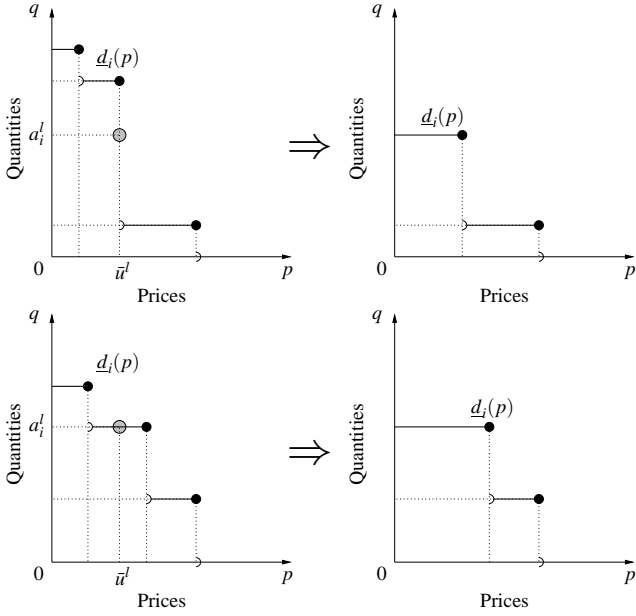 q
d_i(p)
Quantities
a_i^l
0
ū^l
p
Prices
⇒
q
d_i(p)
Quantities
0
p
Prices
q
d_i(p)
Quantities
a_i^l
0
ū^l
p
Prices
⇒
q
d_i(p)
Quantities
0
p
Prices